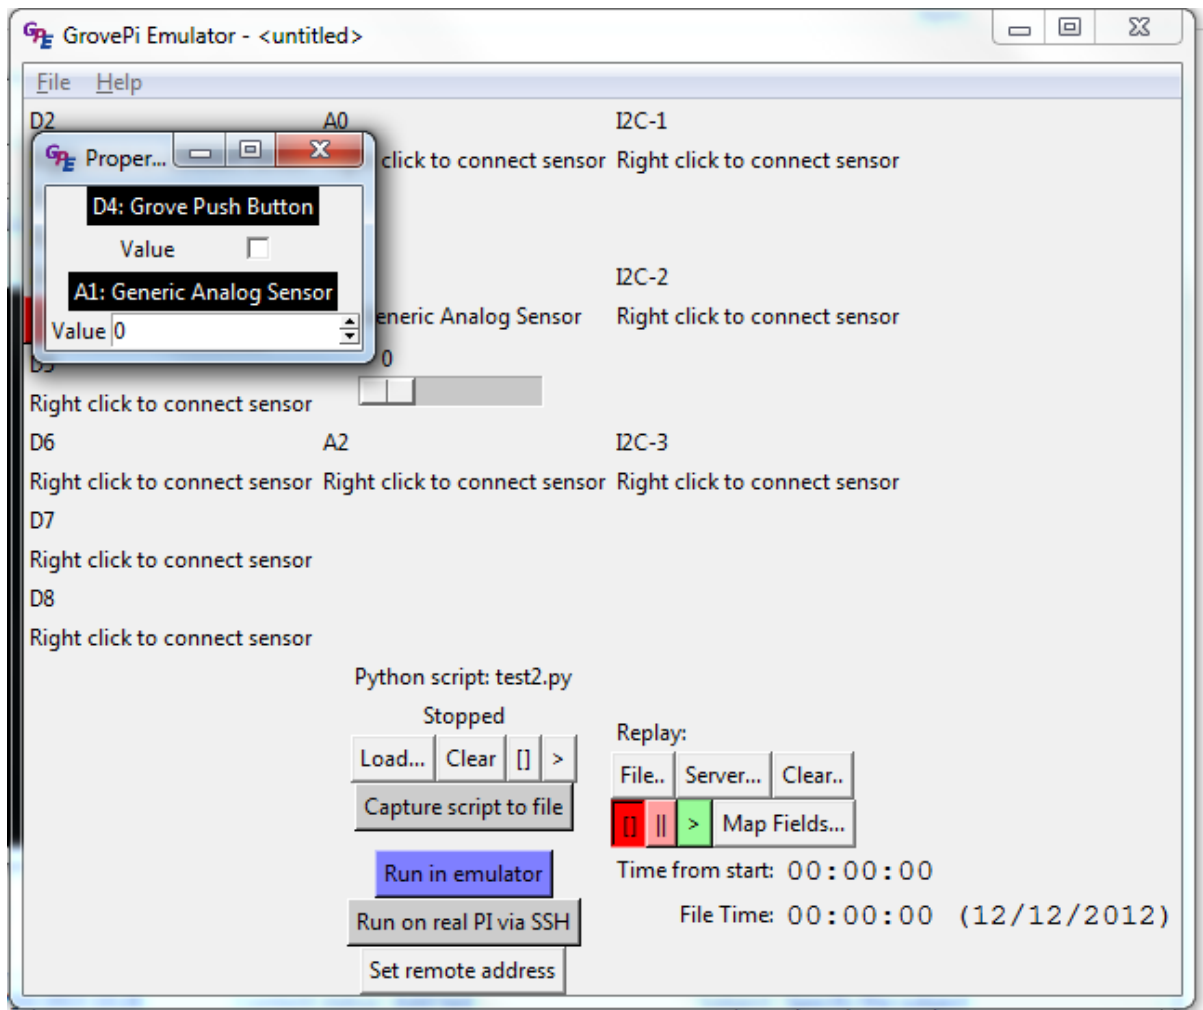 GPE GrovePi Emulator - <untitled>
File Help
D2 A0 I2C-1
click to connect sensor Right click to connect sensor
GPE Proper...
D4: Grove Push Button
Value
A1: Generic Analog Sensor
Value 0
I2C-2
eneric Analog Sensor Right click to connect sensor
D5 0
Right click to connect sensor
D6 A2 I2C-3
Right click to connect sensor Right click to connect sensor Right click to connect sensor
D7
Right click to connect sensor
D8
Right click to connect sensor
Python script: test2.py
Stopped
Load... Clear [] >
Capture script to file
Run in emulator
Run on real PI via SSH
Set remote address
Replay:
File.. Server... Clear..
[] || > Map Fields...
Time from start: 00:00:00
File Time: 00:00:00 (12/12/2012)